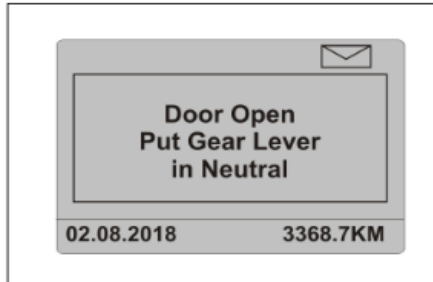 Door Open
Put Gear Lever
in Neutral
02.08.2018 3368.7KM